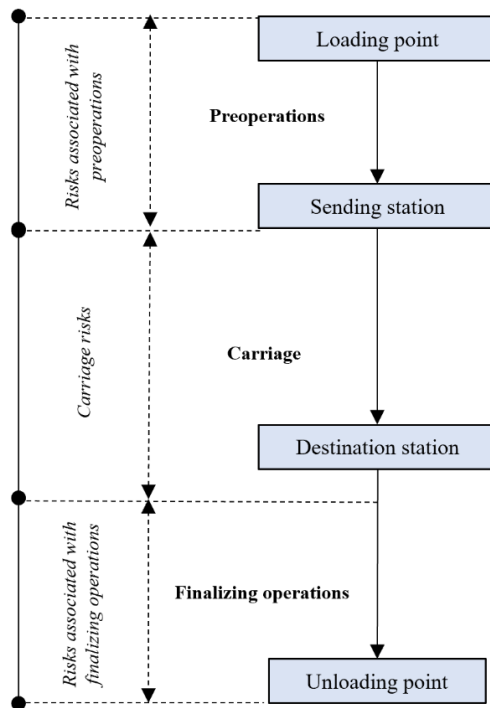 Loading point
Risks associated with
preoperations
Preoperations
Sending station
Carriage risks
Carriage
Destination station
Risks associated with
finalizing operations
Finalizing operations
Unloading point